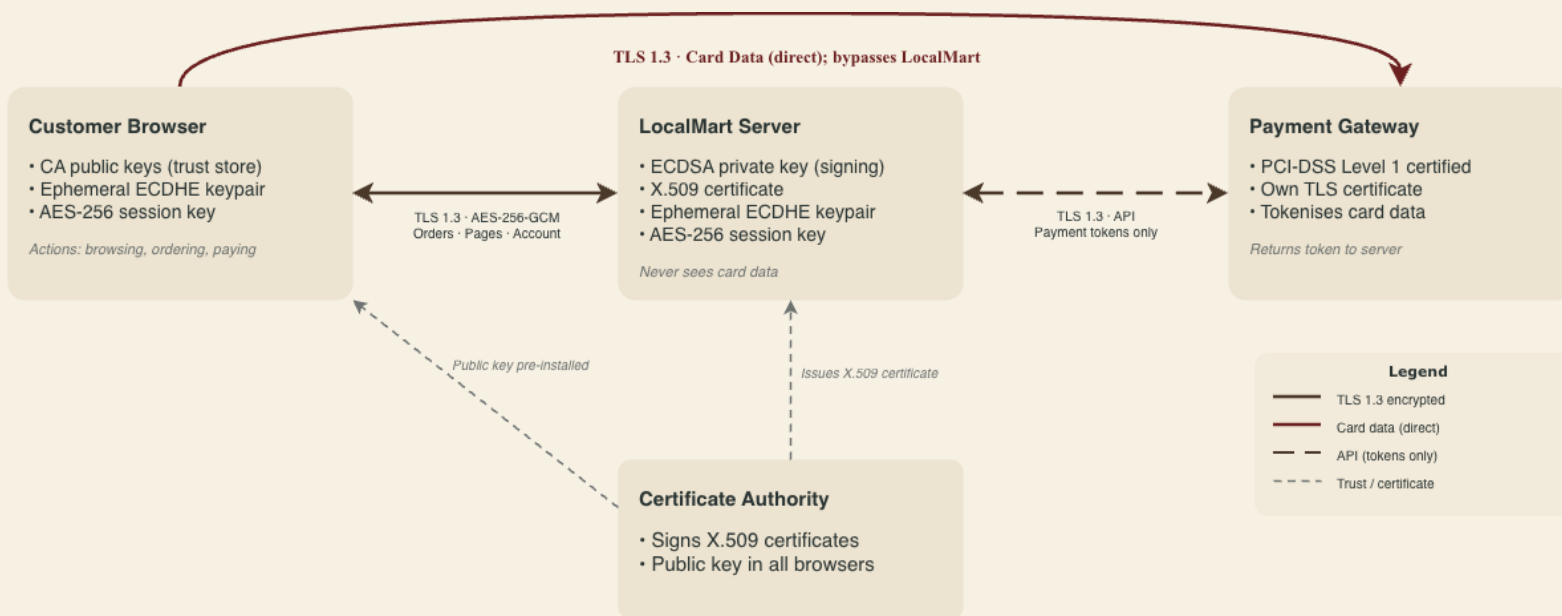 TLS 1.3 · Card Data (direct); bypasses LocalMart
Customer Browser
• CA public keys (trust store)
• Ephemeral ECDHE keypair
• AES-256 session key
Actions: browsing, ordering, paying
TLS 1.3 · AES-256-GCM
Orders · Pages · Account
LocalMart Server
• ECDSA private key (signing)
• X.509 certificate
• Ephemeral ECDHE keypair
• AES-256 session key
Never sees card data
TLS 1.3 · API
Payment tokens only
Payment Gateway
• PCI-DSS Level 1 certified
• Own TLS certificate
• Tokenises card data
Returns token to server
Public key pre-installed
Issues X.509 certificate
Legend
TLS 1.3 encrypted
Card data (direct)
API (tokens only)
Trust / certificate
Certificate Authority
• Signs X.509 certificates
• Public key in all browsers